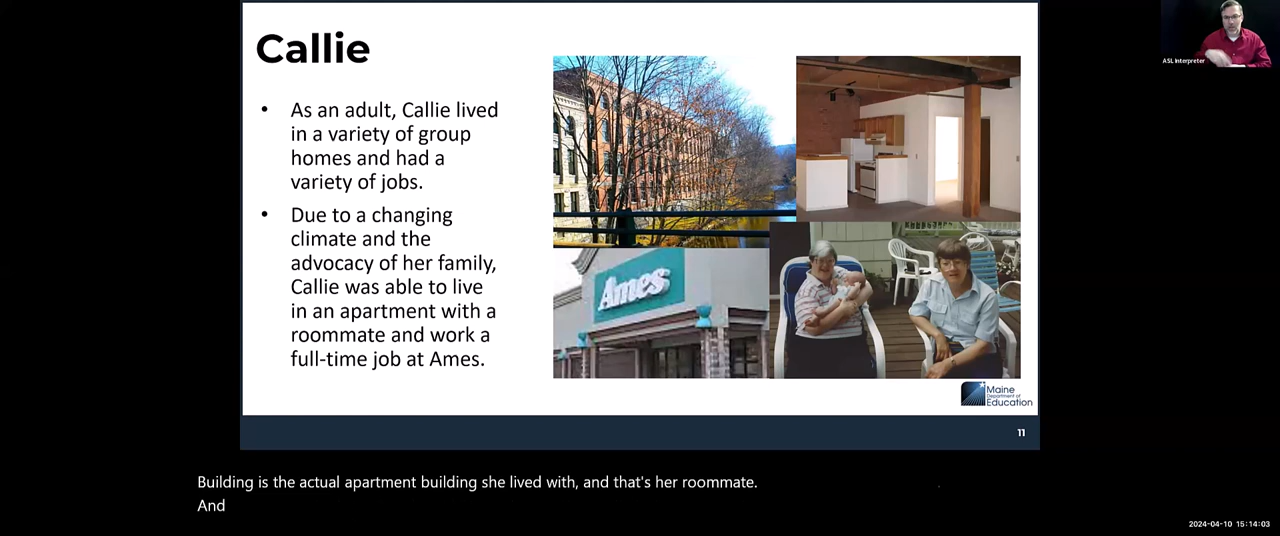 Callie
• As an adult, Callie lived
in a variety of group
homes and had a
variety of jobs.
• Due to a changing
climate and the
advocacy of her family,
Callie was able to live
in an apartment with a
roommate and work a
full-time job at Ames.
Ames
Maine
Department of
Education
11
ASL Interpreter
Building is the actual apartment building she lived with, and that's her roommate.
And
2024-04-10 15:14:03